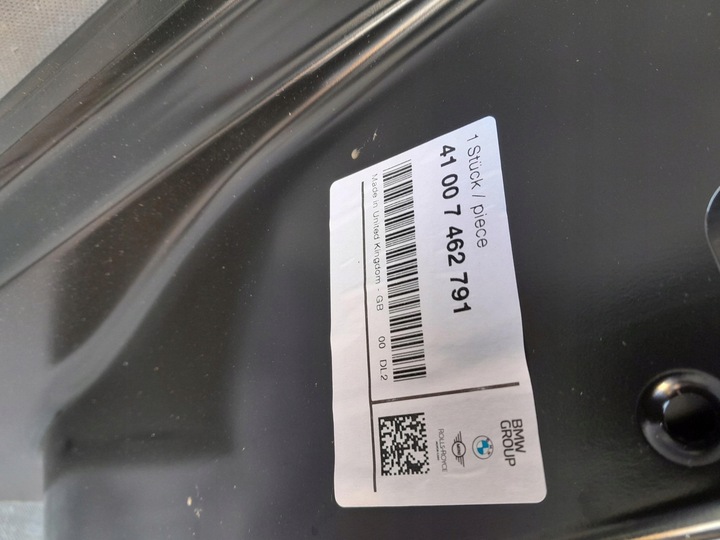 1 Stück / piece
41 00 7 462 791
Made in United Kingdom - GB 00 DL2
BMW
GROUP
MINI
ROLLS-ROYCE